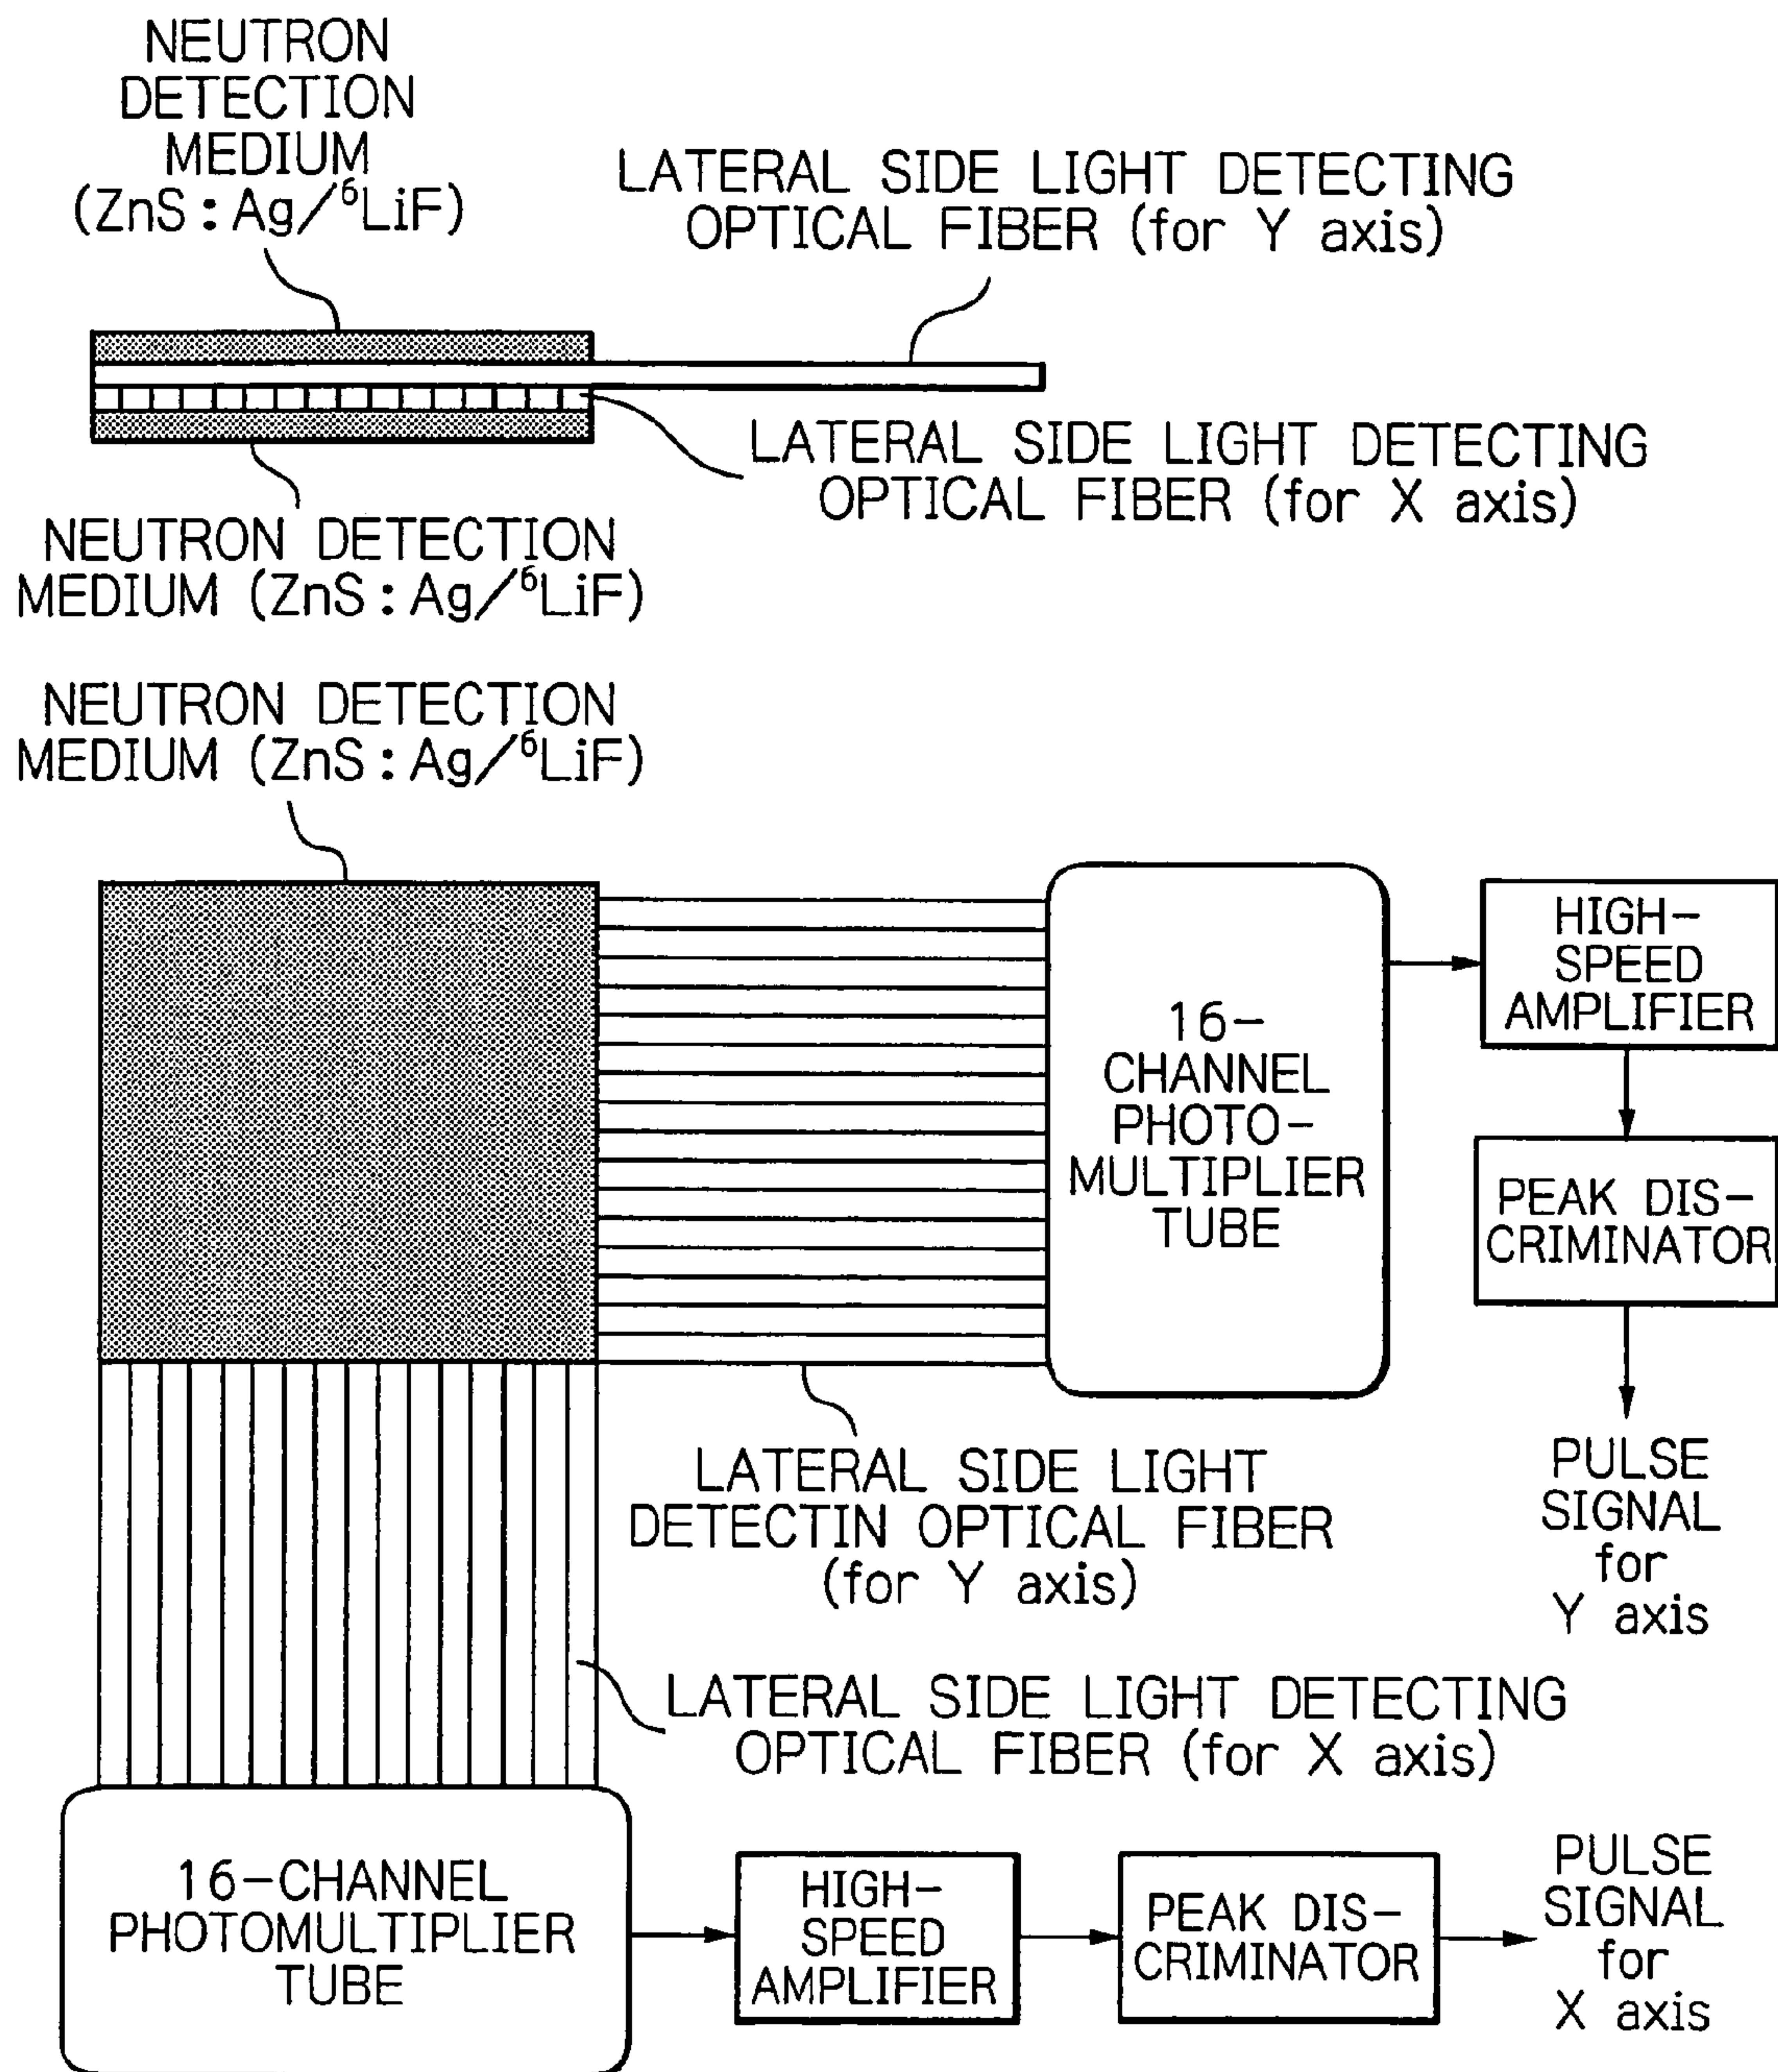 NEUTRON
DETECTION
MEDIUM
(ZnS:Ag/⁶LiF)
LATERAL SIDE LIGHT DETECTING
OPTICAL FIBER (for Y axis)
LATERAL SIDE LIGHT DETECTING
OPTICAL FIBER (for X axis)
NEUTRON DETECTION
MEDIUM (ZnS:Ag/⁶LiF)
NEUTRON DETECTION
MEDIUM (ZnS:Ag/⁶LiF)
16-
CHANNEL
PHOTO-
MULTIPLIER
TUBE
HIGH-
SPEED
AMPLIFIER
PEAK DIS-
CRIMINATOR
PULSE
SIGNAL
for
Y axis
LATERAL SIDE LIGHT
DETECTIN OPTICAL FIBER
(for Y axis)
LATERAL SIDE LIGHT DETECTING
OPTICAL FIBER (for X axis)
16-CHANNEL
PHOTOMULTIPLIER
TUBE
HIGH-
SPEED
AMPLIFIER
PEAK DIS-
CRIMINATOR
PULSE
SIGNAL
for
X axis